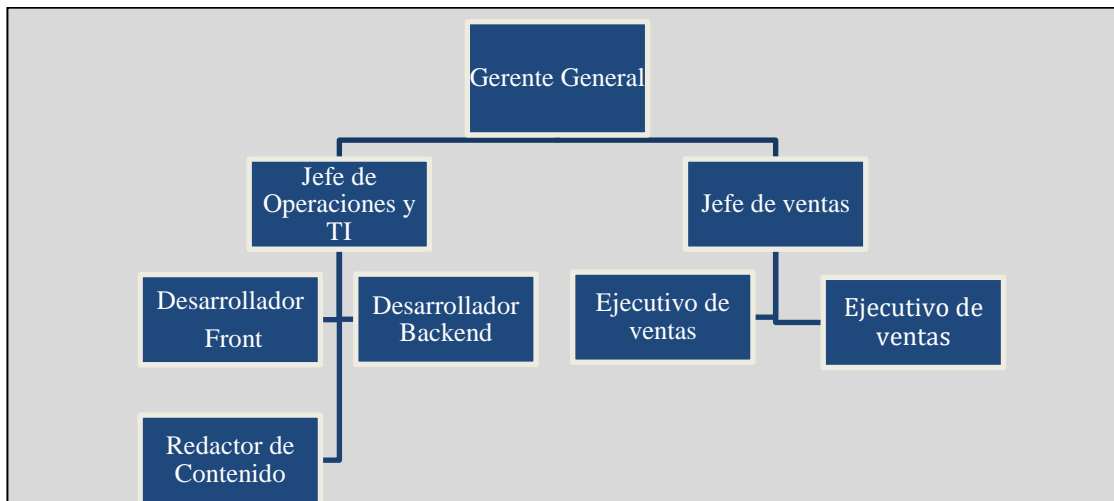 Gerente General
Jefe de
Operaciones y
TI
Jefe de ventas
Desarrollador
Front
Desarrollador
Backend
Ejecutivo de
ventas
Ejecutivo de
ventas
Redactor de
Contenido